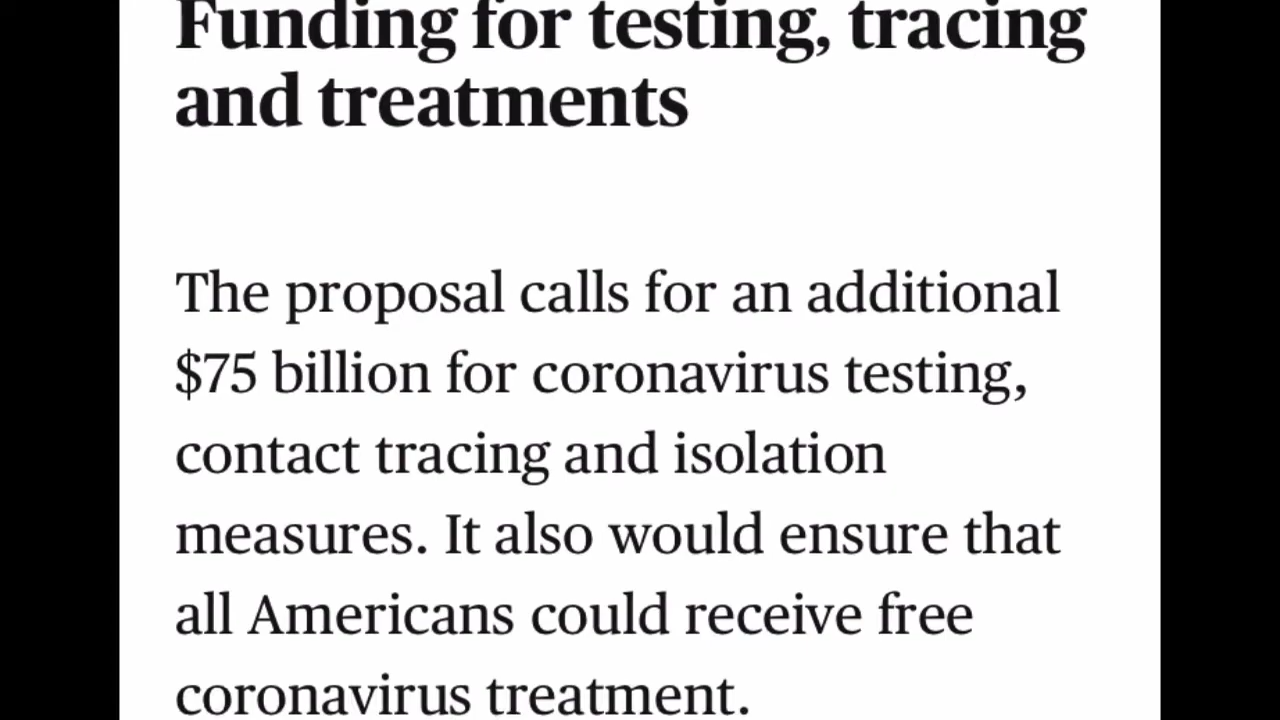 Funding for testing, tracing
and treatments
The proposal calls for an additional
$75 billion for coronavirus testing,
contact tracing and isolation
measures. It also would ensure that
all Americans could receive free
coronavirus treatment.